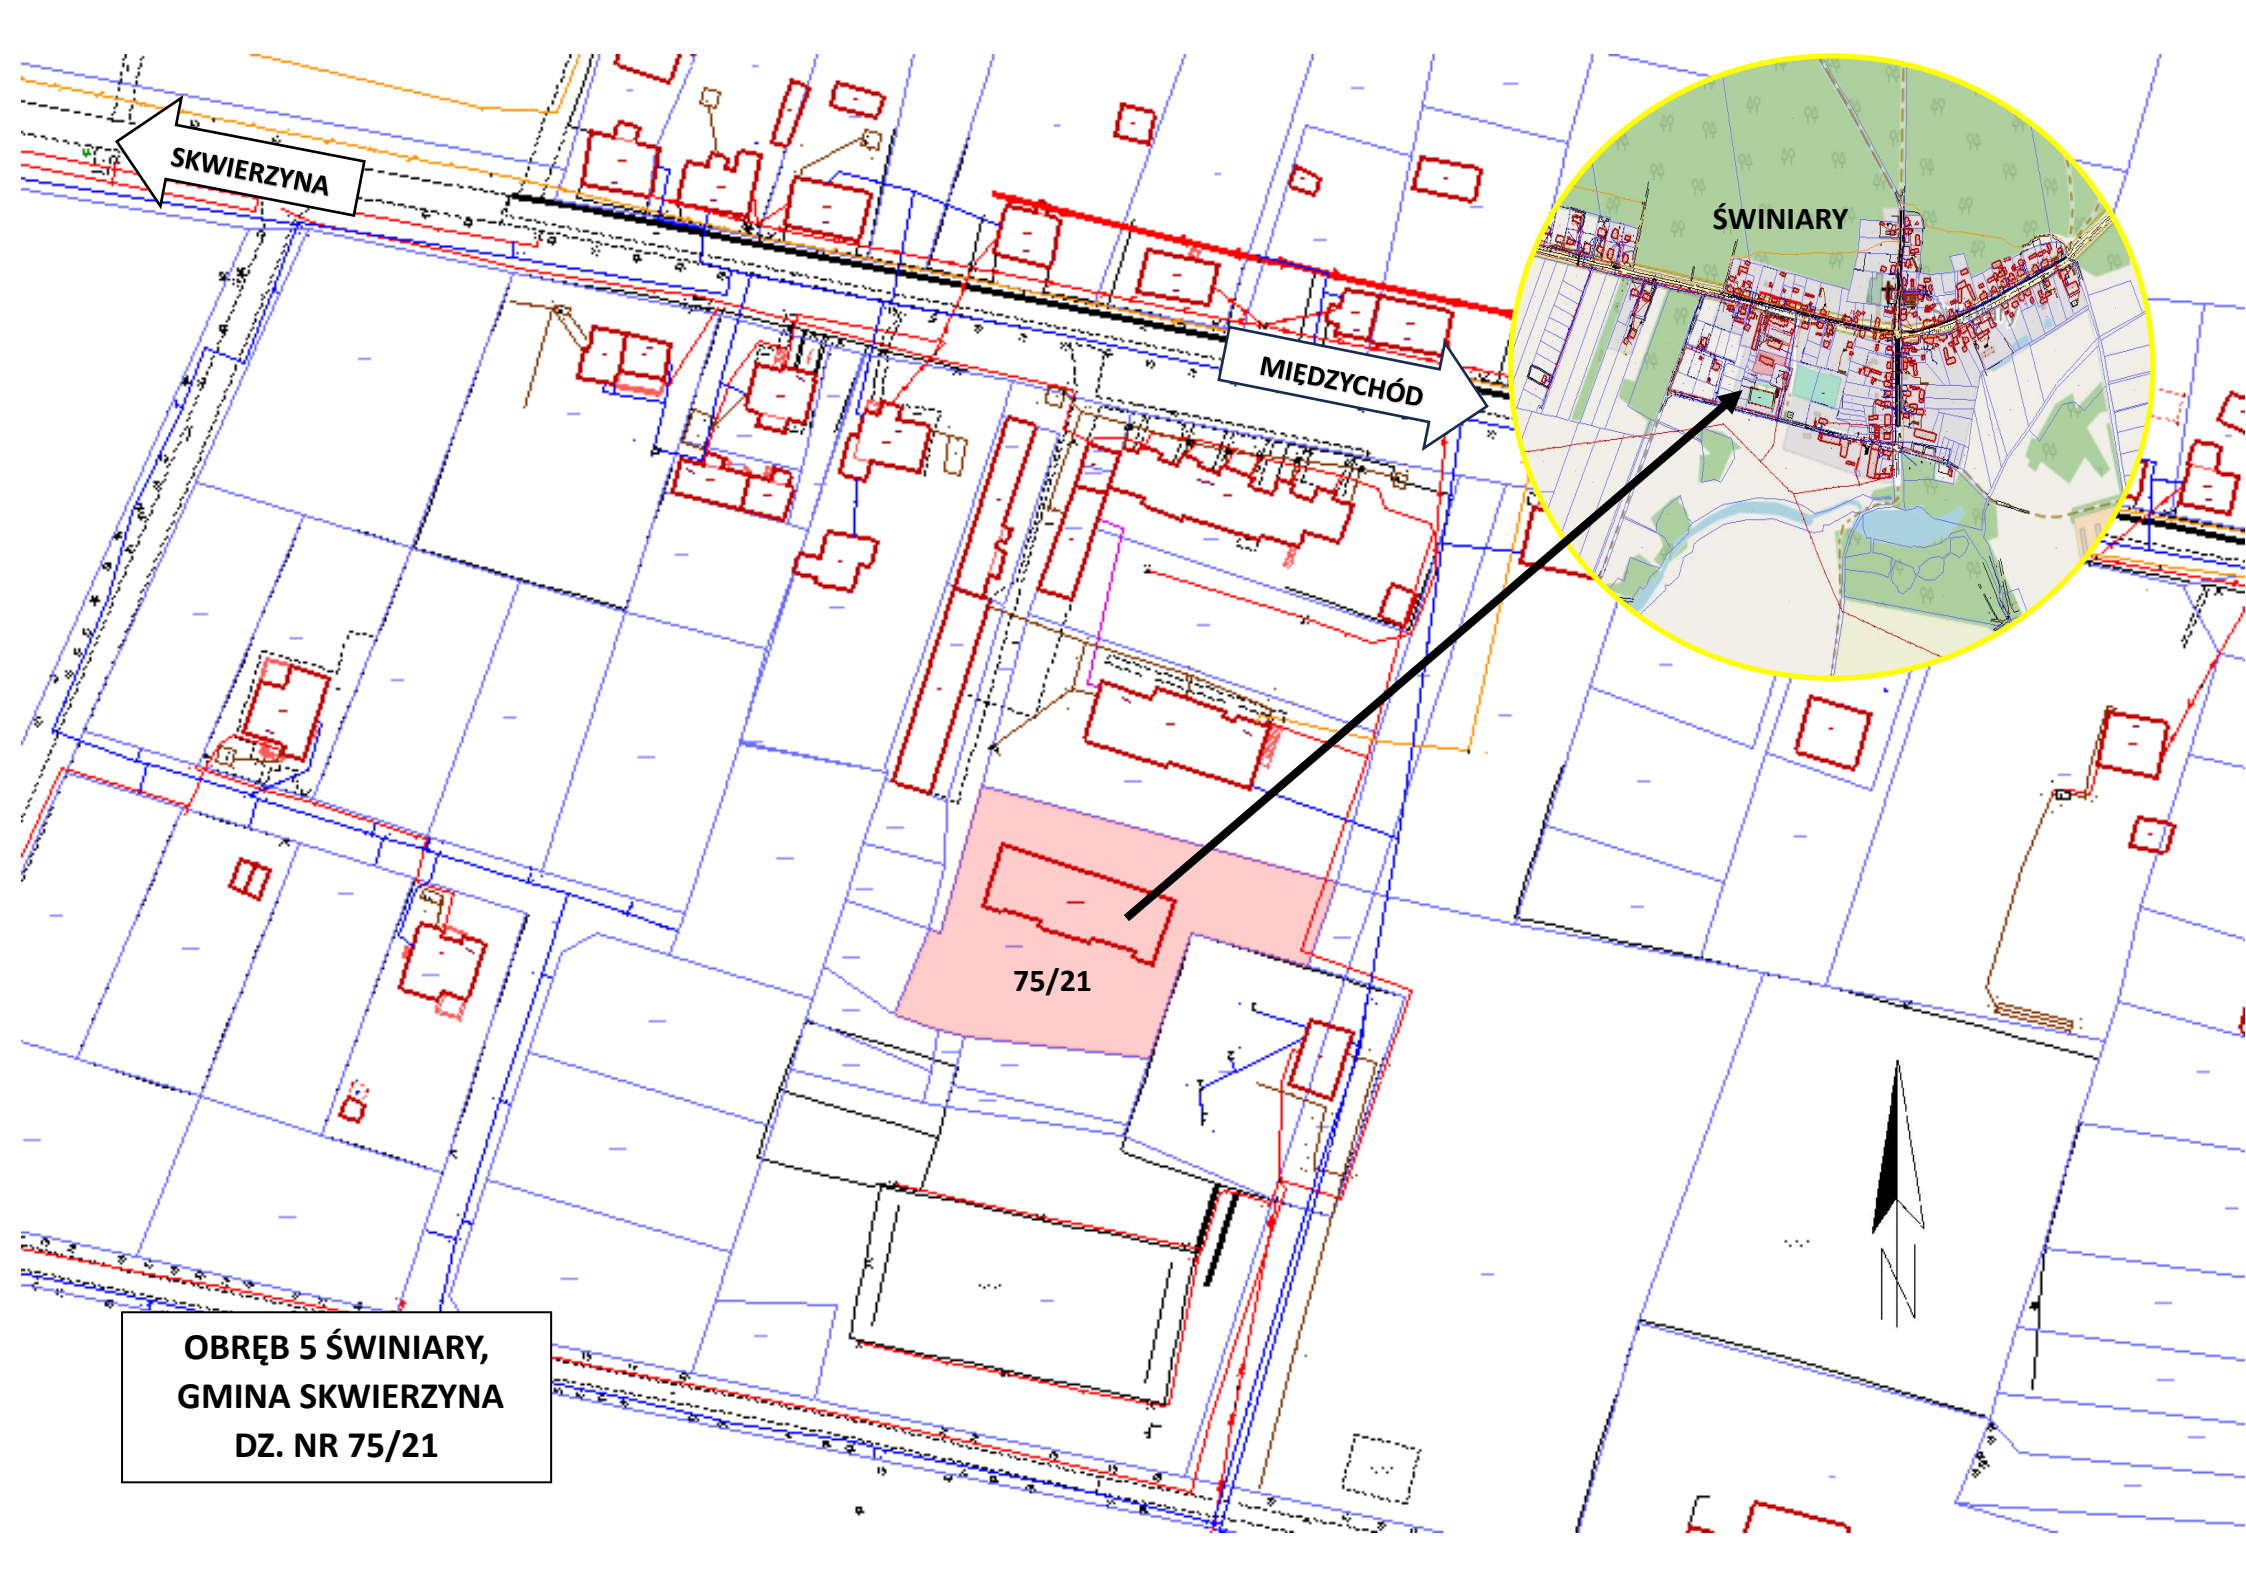 SKWIERZYNA
ŚWINIARY
MIĘDZYCHÓD
75/21
OBRĘB 5 ŚWINIARY,
GMINA SKWIERZYNA
DZ. NR 75/21
N